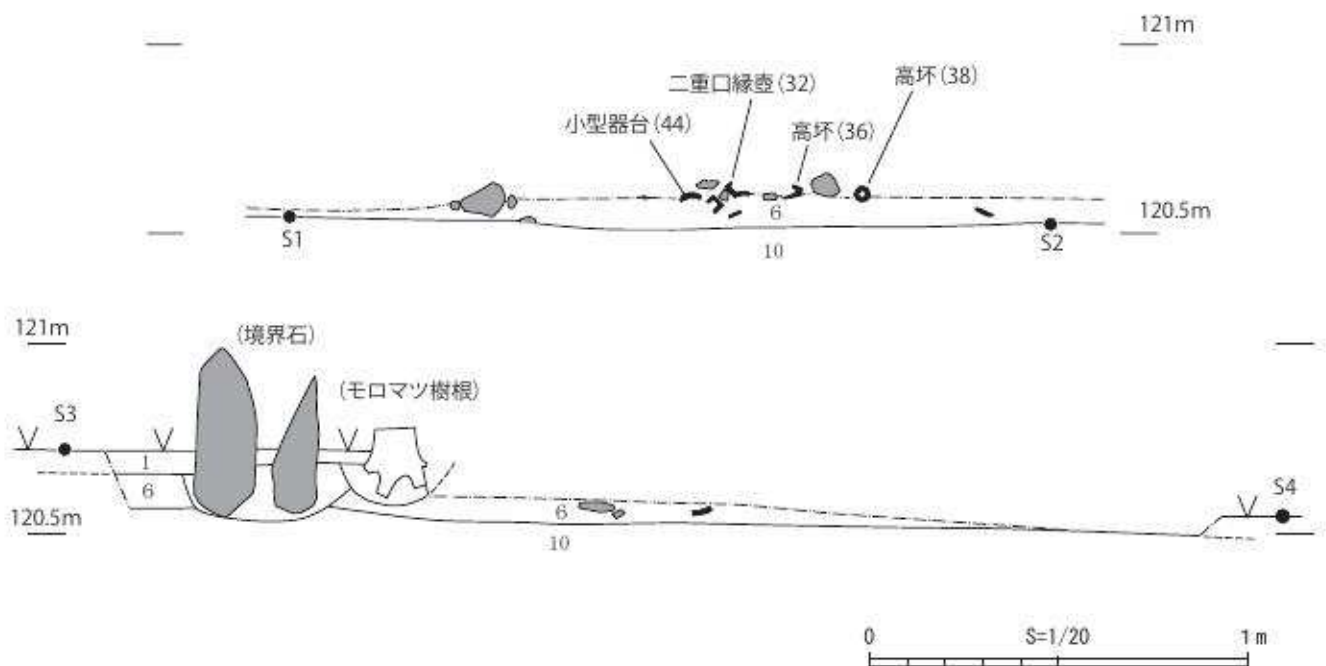 121m
二重口縁壺(32)
高坏(38)
小型器台(44)
高坏(36)
6
120.5m
S1
S2
10
121m
(境界石)
(モロマツ樹根)
S3
1
6
S4
120.5m
6
10
0 S=1/20 1m